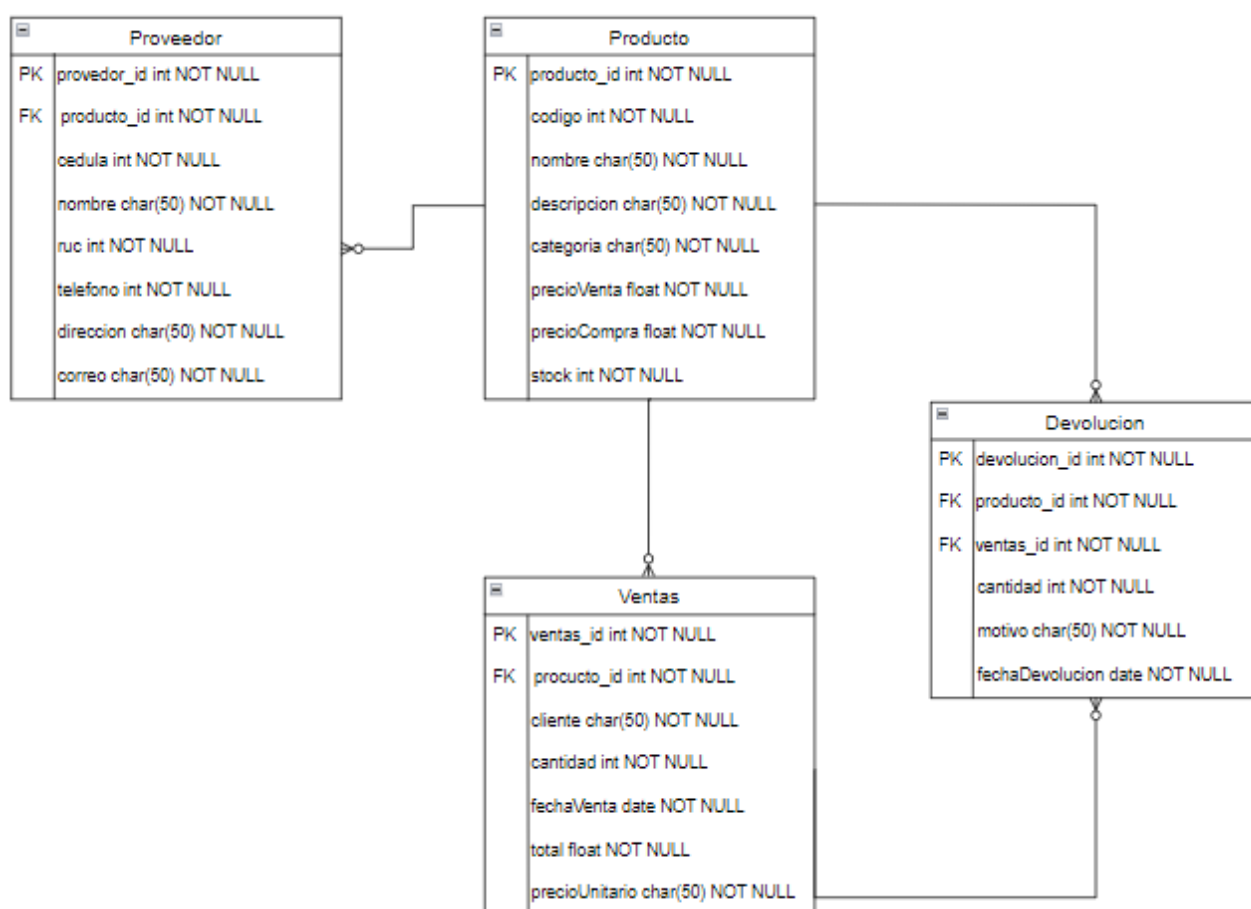 Proveedor
PK provedor_id int NOT NULL
FK producto_id int NOT NULL
cedula int NOT NULL
nombre char(50) NOT NULL
ruc int NOT NULL
telefono int NOT NULL
direccion char(50) NOT NULL
correo char(50) NOT NULL
Producto
PK producto_id int NOT NULL
codigo int NOT NULL
nombre char(50) NOT NULL
descripcion char(50) NOT NULL
categoria char(50) NOT NULL
precioVenta float NOT NULL
precioCompra float NOT NULL
stock int NOT NULL
Devolucion
PK devolucion_id int NOT NULL
FK producto_id int NOT NULL
FK ventas_id int NOT NULL
cantidad int NOT NULL
motivo char(50) NOT NULL
fechaDevolucion date NOT NULL
Ventas
PK ventas_id int NOT NULL
FK procucto_id int NOT NULL
cliente char(50) NOT NULL
cantidad int NOT NULL
fechaVenta date NOT NULL
total float NOT NULL
precioUnitario char(50) NOT NULL